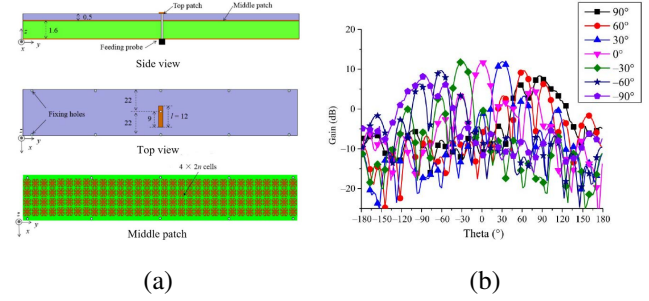 Top patch
Middle patch
0.5
1.6
z
x
y
Feeding probe
Side view
Fixing holes
22
9
l = 12
22
y
z
x
Top view
4 × 2n cells
z
x
y
Middle patch
(a)
90°
60°
30°
0°
−30°
−60°
−90°
Gain (dB)
20
10
0
−10
−20
−180 −150 −120 −90 −60 −30 0 30 60 90 120 150 180
Theta (°)
(b)